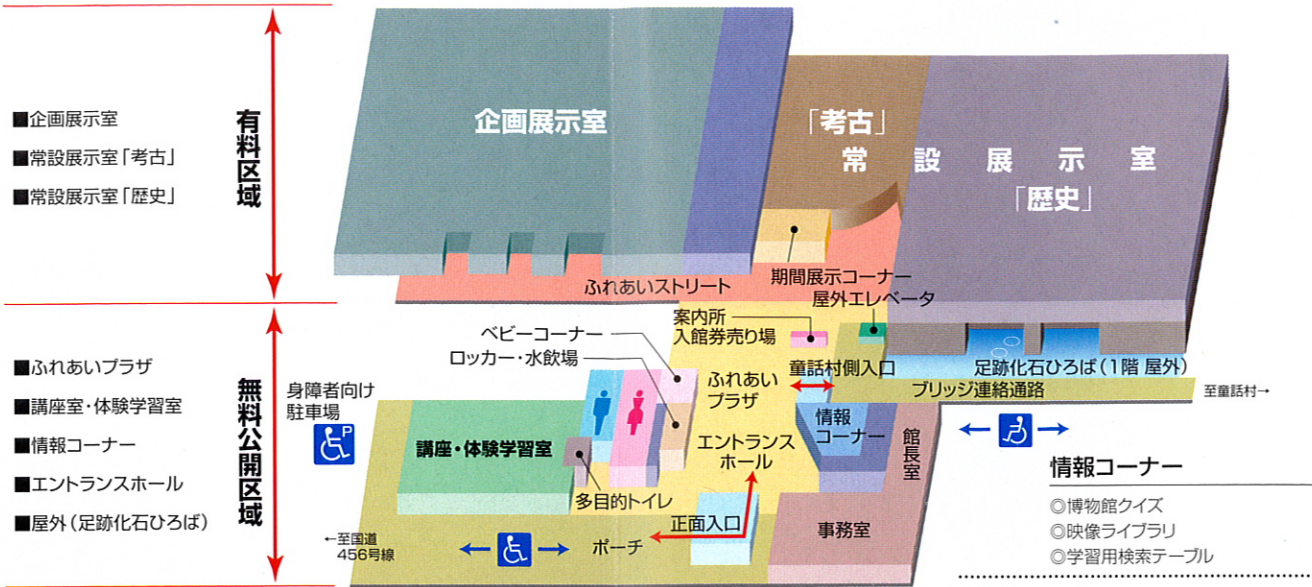 ■企画展示室
■常設展示室「考古」
■常設展示室「歴史」
有料区域
企画展示室
「考古」
常設展示室
「歴史」
期間展示コーナー
ふれあいストリート
屋外エレベータ
案内所
入館券売り場
ベビーコーナー
ロッカー・水飲場
足跡化石ひろば(1階 屋外)
童話村側入口
ブリッジ連絡通路
至童話村→
■ふれあいプラザ
■講座室・体験学習室
■情報コーナー
■エントランスホール
■屋外(足跡化石ひろば)
無料公開区域
身障者向け
駐車場
P
ふれあい
プラザ
講座・体験学習室
情報
コーナー
館長室
エントランス
ホール
多目的トイレ
正面入口
事務室
ポーチ
←至国道
456号線
情報コーナー
◎博物館クイズ
◎映像ライブラリ
◎学習用検索テーブル